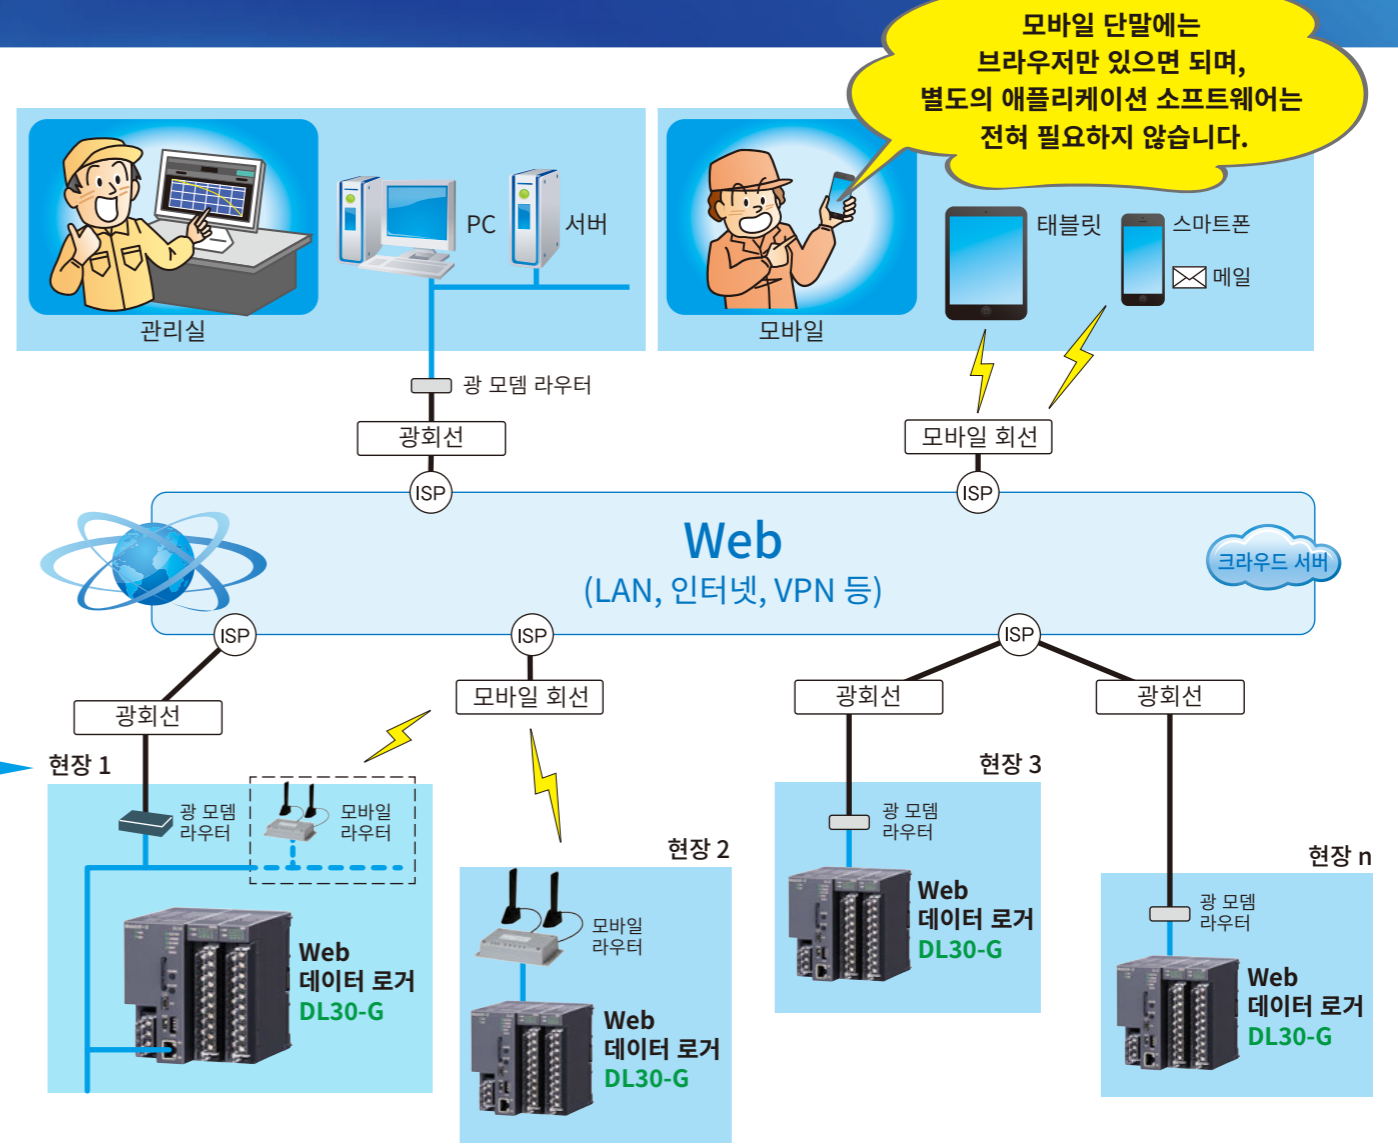 모바일 단말에는
브라우저만 있으면 되며,
별도의 애플리케이션 소프트웨어는
전혀 필요하지 않습니다.
PC
서버
관리실
태블릿
스마트폰
메일
모바일
광 모뎀 라우터
광회선
모바일 회선
ISP
ISP
Web
(LAN, 인터넷, VPN 등)
크라우드 서버
ISP
ISP
ISP
광회선
모바일 회선
광회선
광회선
현장 1
광 모뎀
라우터
모바일
라우터
Web
데이터 로거
DL30-G
현장 2
모바일
라우터
Web
데이터 로거
DL30-G
현장 3
광 모뎀
라우터
Web
데이터 로거
DL30-G
현장 n
광 모뎀
라우터
Web
데이터 로거
DL30-G